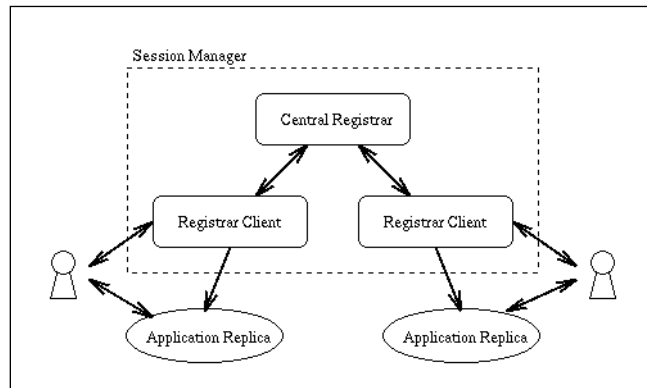 Session Manager
Central Registrar
Registrar Client
Registrar Client
Application Replica
Application Replica